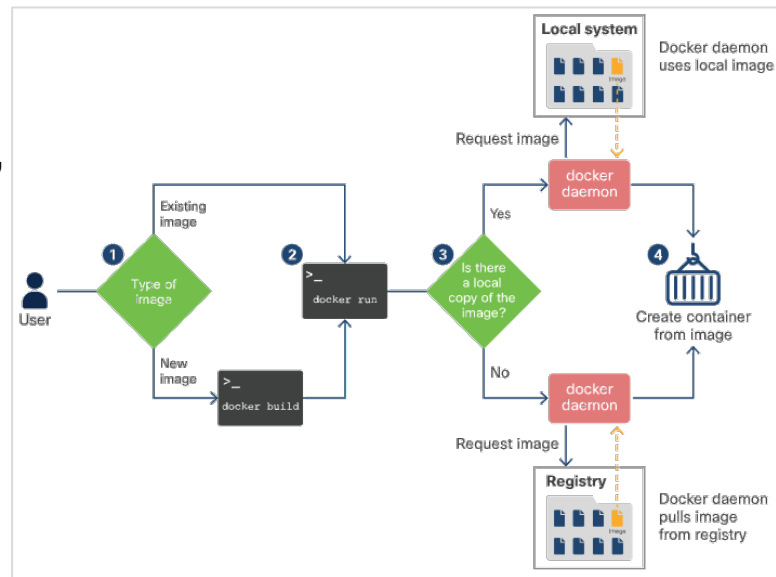 Local system
Image
Docker daemon
uses local image
Request image
docker
daemon
Existing
image
Yes
1
Type of
image
2
>_
docker run
3
Is there
a local
copy of the
image?
4
Create container
from image
User
New
image
>_
docker build
No
docker
daemon
Request image
Registry
Image
Docker daemon
pulls image
from registry